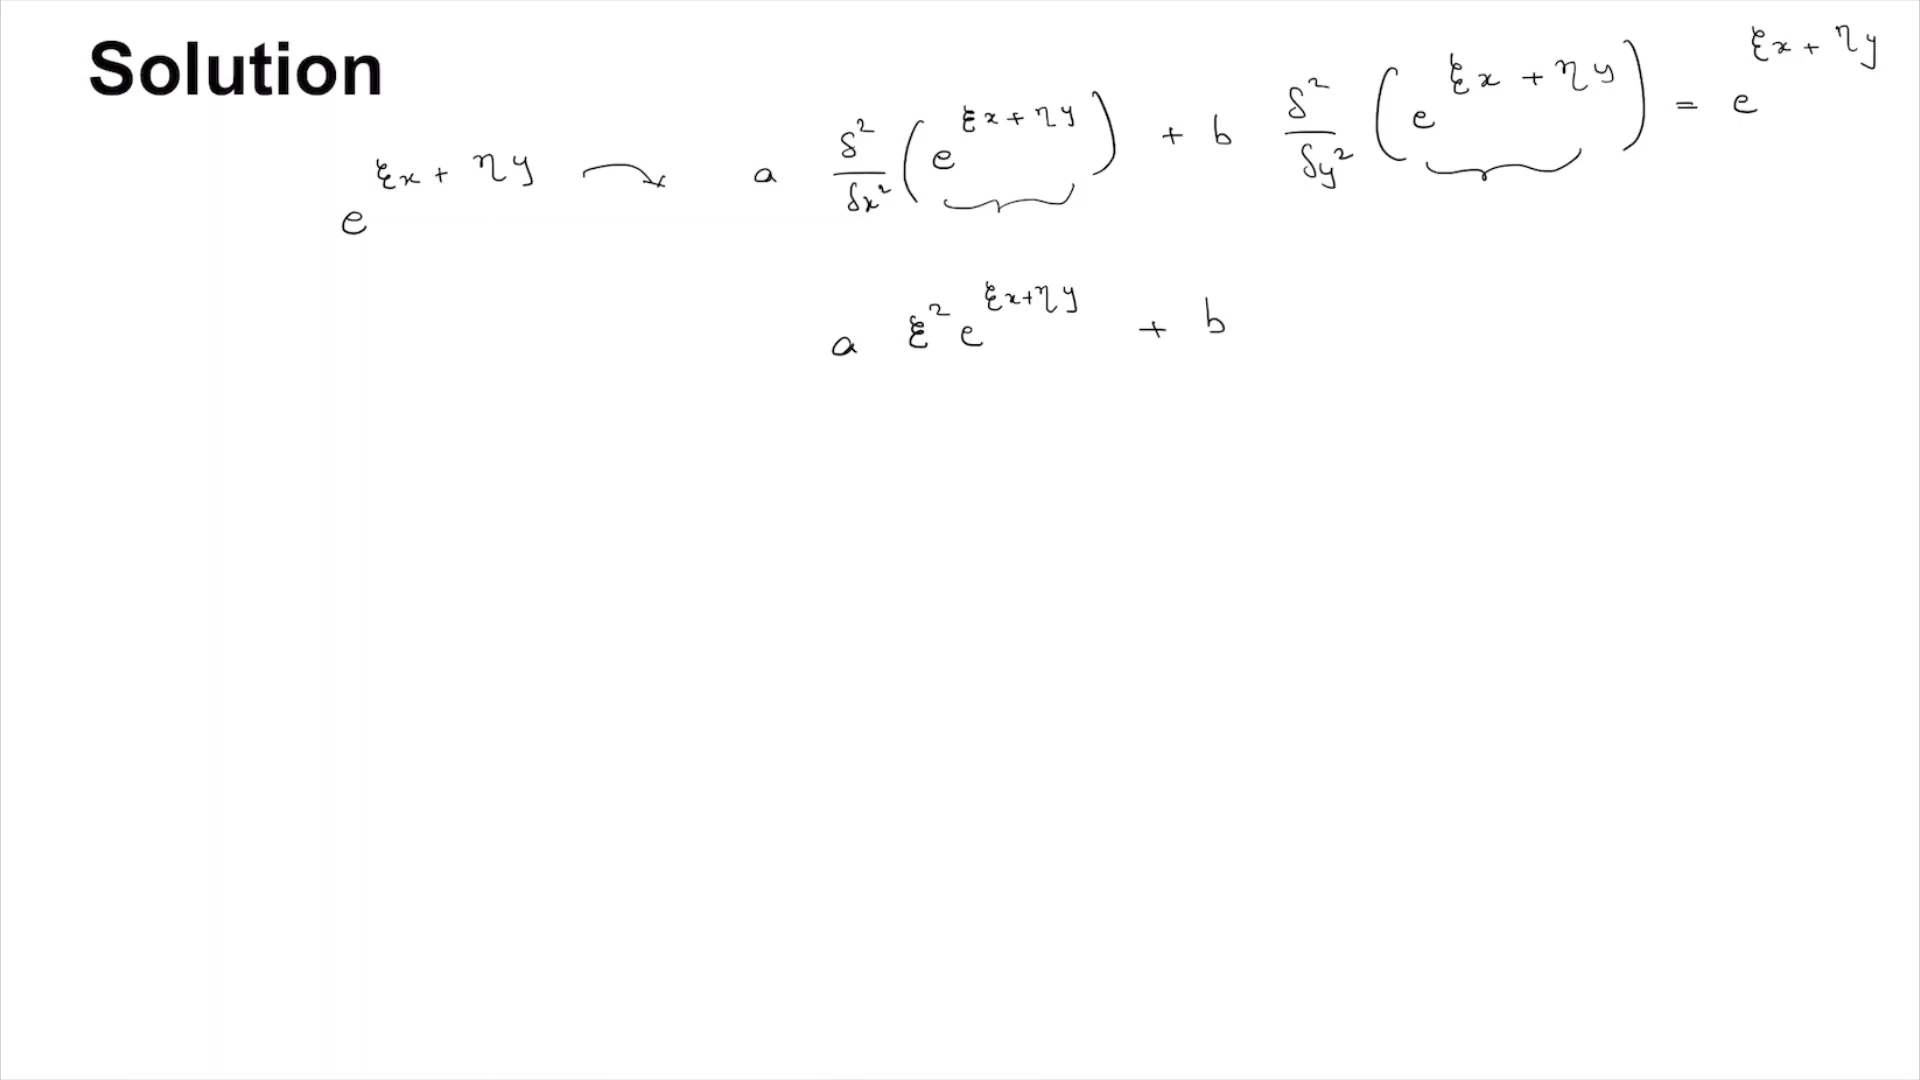 Solution
e^{ξx + ηy} ⟶ a δ²/δx² (e^{ξx + ηy}) + b δ²/δy² (e^{ξx + ηy}) = e^{ξx + ηy}
a ξ² e^{ξx+ηy} + b